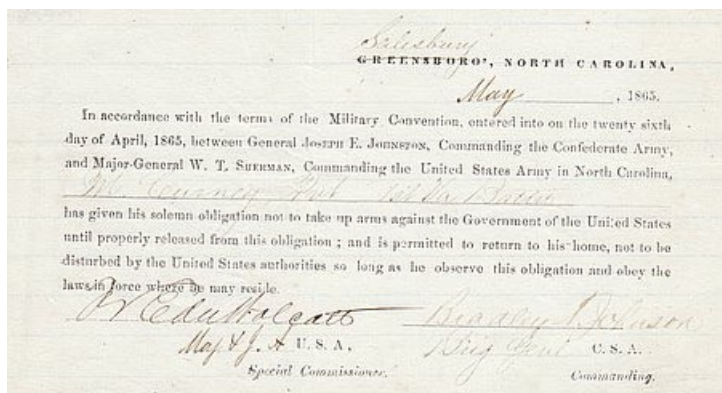 Salisbury
GREENSBORO', NORTH CAROLINA,
May , 1865.
In accordance with the terms of the Military Convention, entered into on the twenty sixth
day of April, 1865, between General JOSEPH E. JOHNSTON, Commanding the Confederate Army,
and Major-General W. T. SHERMAN, Commanding the United States Army in North Carolina,
has given his solemn obligation not to take up arms against the Government of the United States
until properly released from this obligation ; and is permitted to return to his home, not to be
disturbed by the United States authorities so long as he observe this obligation and obey the
laws in force where he may reside.
Bradley T Johnson
Maj & J. A U. S. A. Brig Genl C. S. A.
Special Commissioner. Commanding.